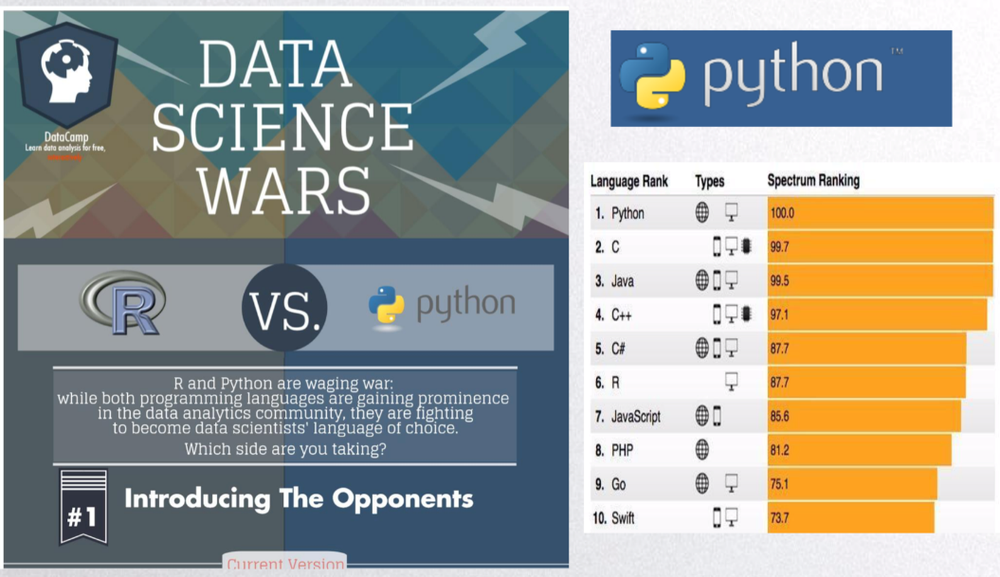 DATA
SCIENCE
WARS
DataCamp
Learn data analysis for free,
R
VS.
python
R and Python are waging war:
while both programming languages are gaining prominence
in the data analytics community, they are fighting
to become data scientists' language of choice.
Which side are you taking?
#1
Introducing The Opponents
Current Version
python™
Language Rank Types Spectrum Ranking
1. Python 100.0
2. C 99.7
3. Java 99.5
4. C++ 97.1
5. C# 87.7
6. R 87.7
7. JavaScript 85.6
8. PHP 81.2
9. Go 75.1
10. Swift 73.7